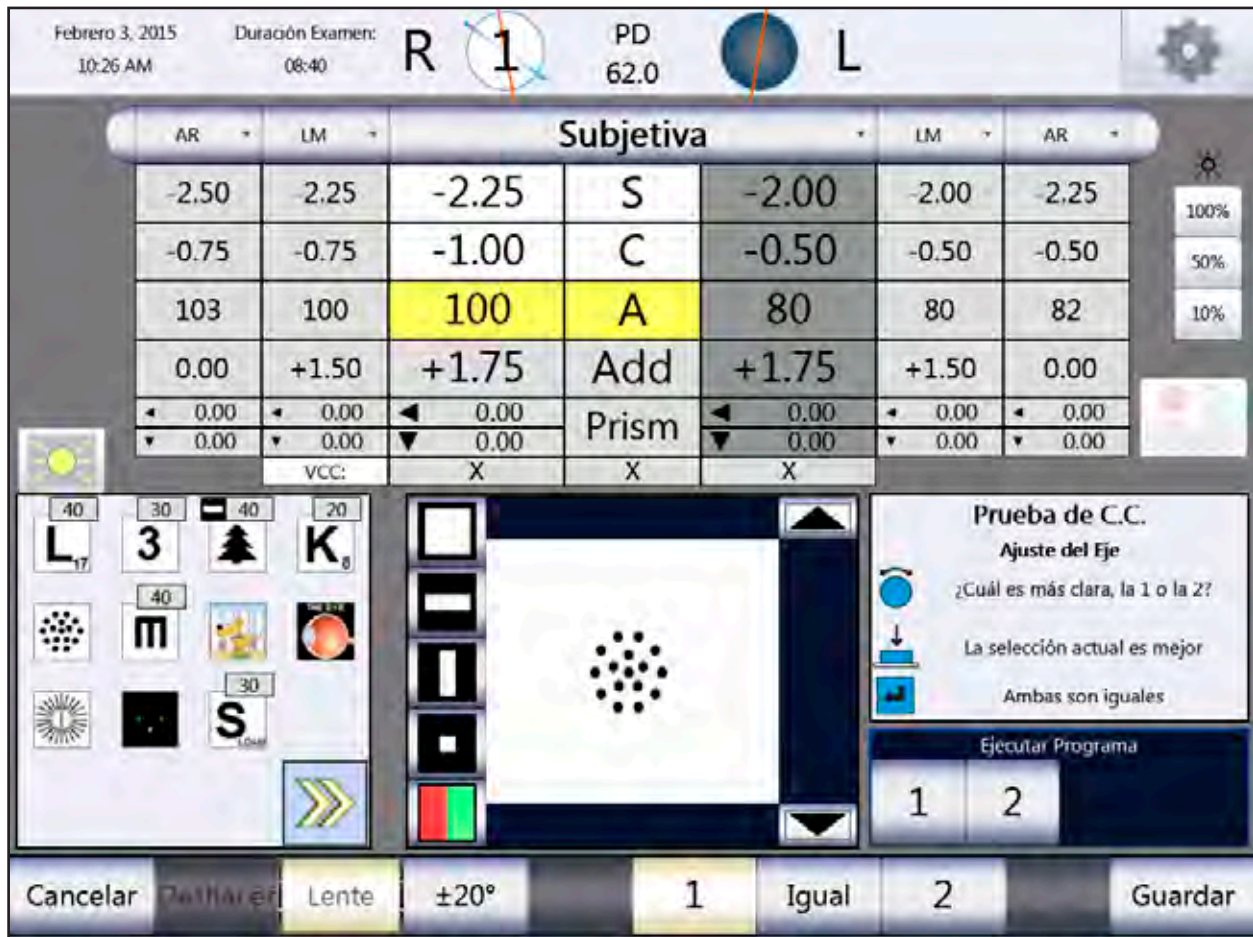 Febrero 3, 2015 Duración Examen: R 1 PD L
10:26 AM 08:40 62.0
AR LM Subjetiva LM AR
-2.50 -2.25 -2.25 S -2.00 -2.00 -2.25
-0.75 -0.75 -1.00 C -0.50 -0.50 -0.50
103 100 100 A 80 80 82
0.00 +1.50 +1.75 Add +1.75 +1.50 0.00
0.00 0.00 0.00 Prism 0.00 0.00 0.00
0.00 0.00 0.00 0.00 0.00 0.00
VCC: X X X
100%
50%
10%
40 30 40 20
L17 3 K8
40
m THE EYE
30
S LOGMAR
Prueba de C.C.
Ajuste del Eje
¿Cuál es más clara, la 1 o la 2?
La selección actual es mejor
Ambas son iguales
Ejecutar Programa
1 2
Cancelar Deshacer Lente ±20° 1 Igual 2 Guardar